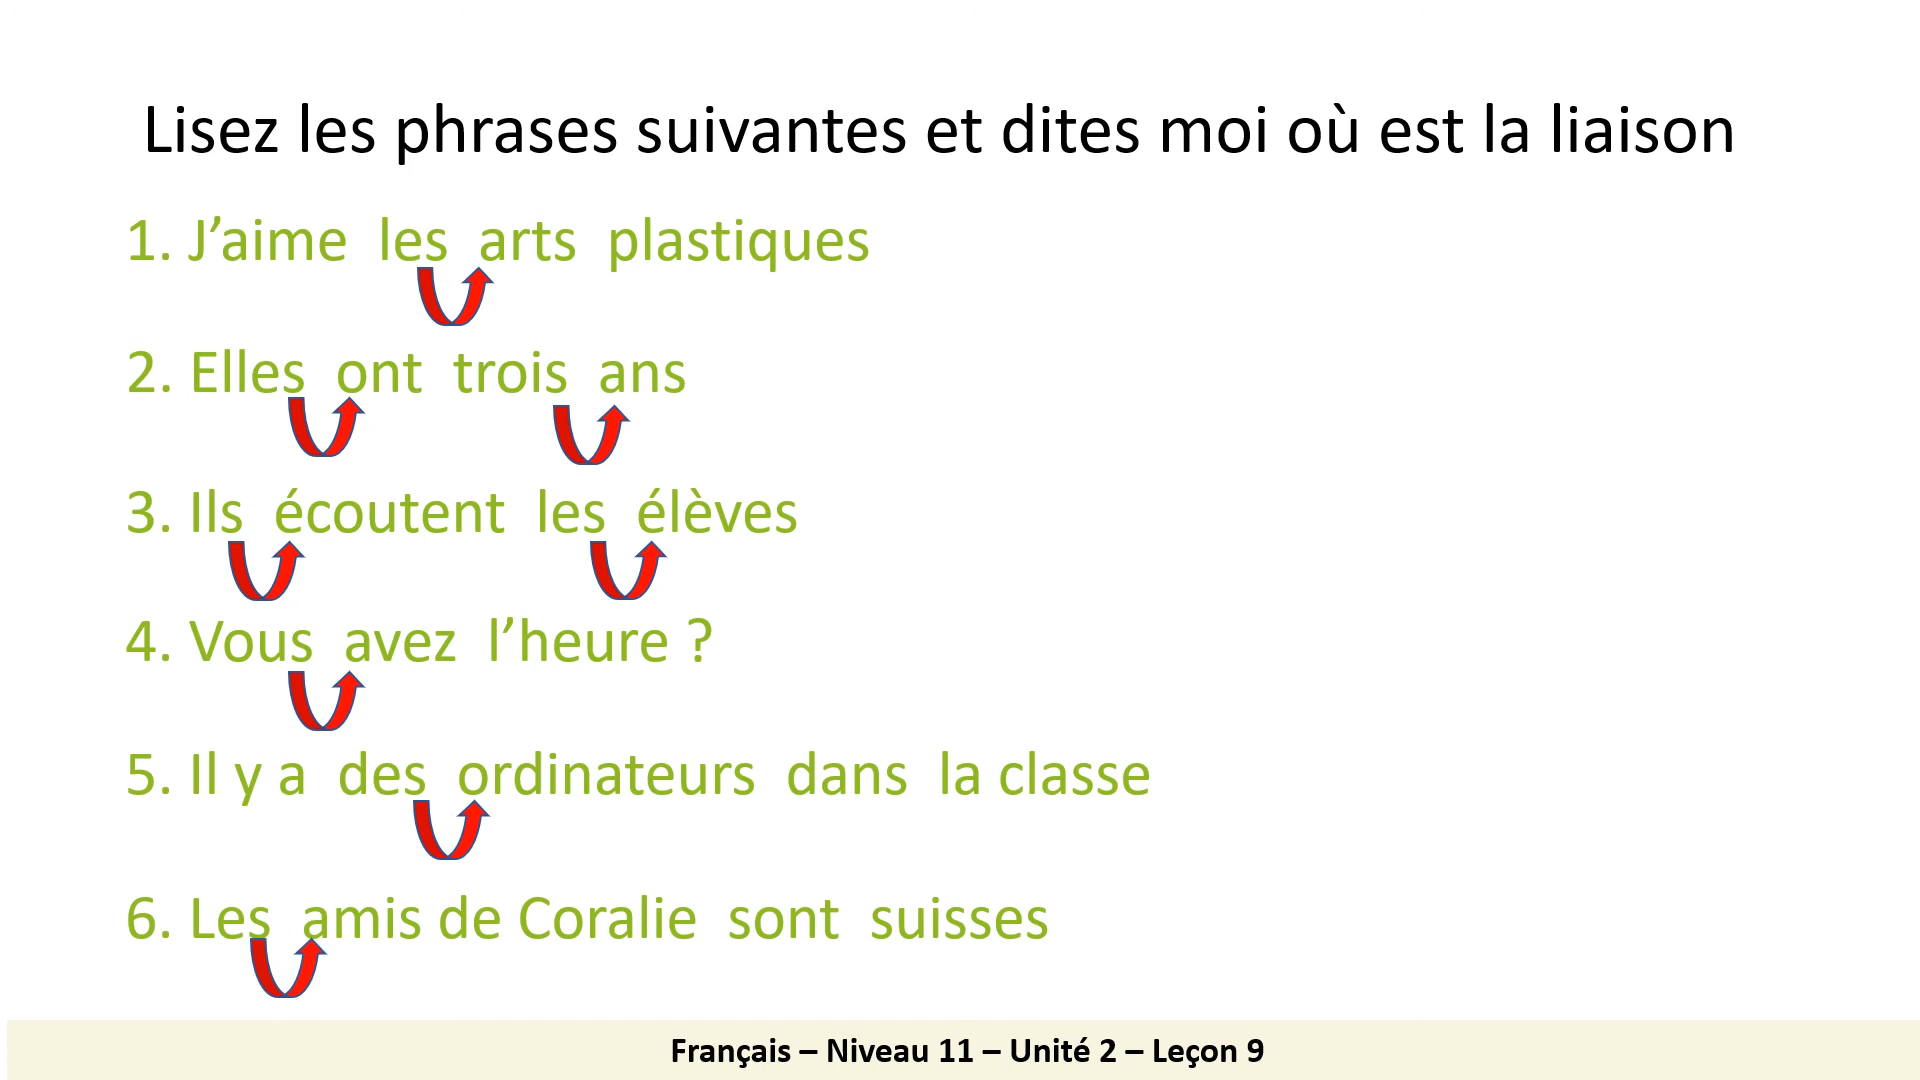 Lisez les phrases suivantes et dites moi où est la liaison
1. J’aime les arts plastiques
2. Elles ont trois ans
3. Ils écoutent les élèves
4. Vous avez l’heure ?
5. Il y a des ordinateurs dans la classe
6. Les amis de Coralie sont suisses
Français – Niveau 11 – Unité 2 – Leçon 9